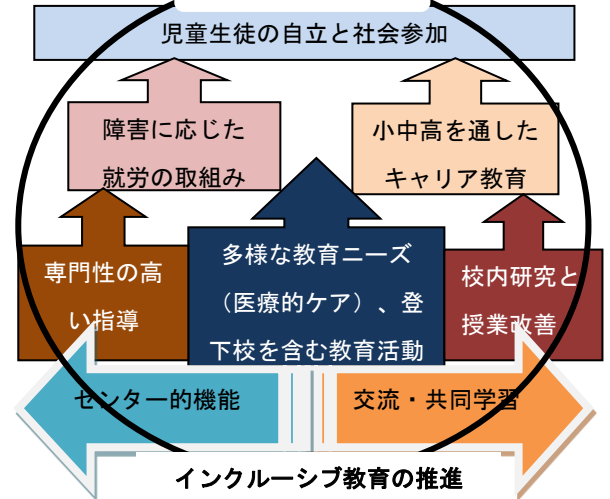 児童生徒の自立と社会参加
障害に応じた
就労の取組み
小中高を通した
キャリア教育
専門性の高
い指導
多様な教育ニーズ
（医療的ケア）、登
下校を含む教育活動
校内研究と
授業改善
センター的機能
交流・共同学習
インクルーシブ教育の推進